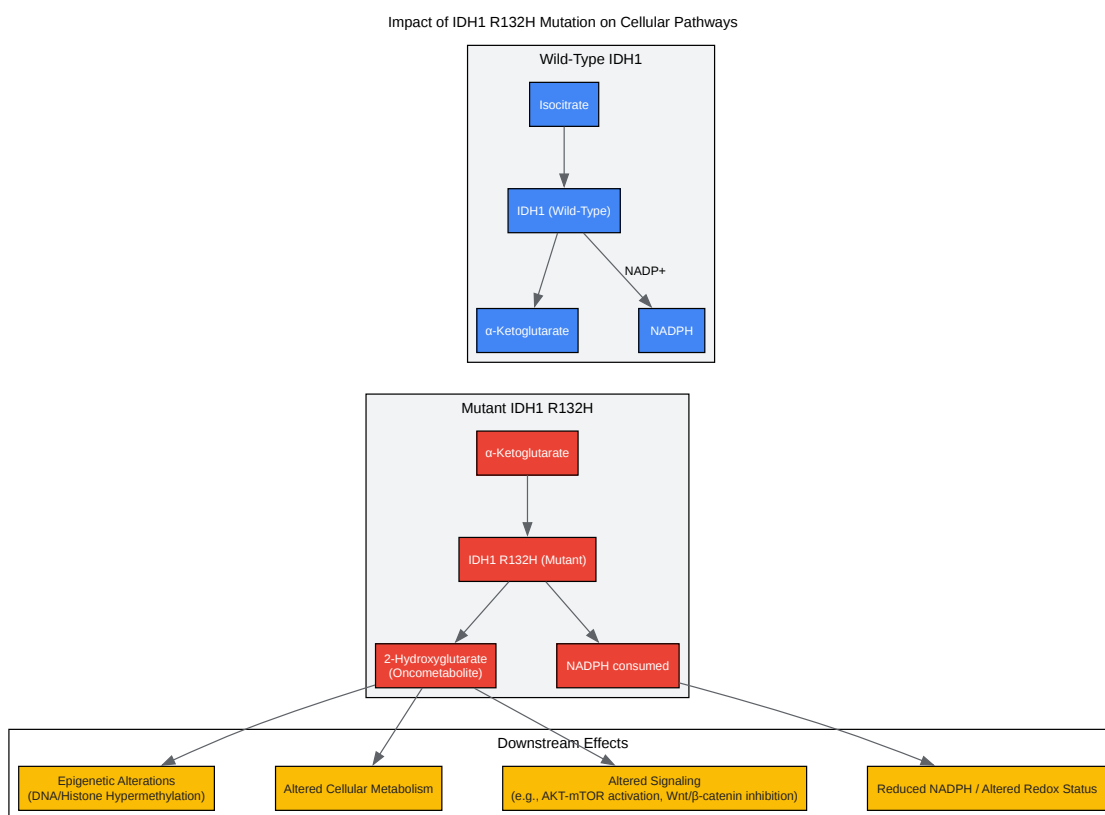 Impact of IDH1 R132H Mutation on Cellular Pathways
Wild-Type IDH1
Isocitrate
IDH1 (Wild-Type)
NADP+
α-Ketoglutarate
NADPH
Mutant IDH1 R132H
α-Ketoglutarate
IDH1 R132H (Mutant)
2-Hydroxyglutarate
(Oncometabolite)
NADPH consumed
Downstream Effects
Epigenetic Alterations
(DNA/Histone Hypermethylation)
Altered Cellular Metabolism
Altered Signaling
(e.g., AKT-mTOR activation, Wnt/β-catenin inhibition)
Reduced NADPH / Altered Redox Status